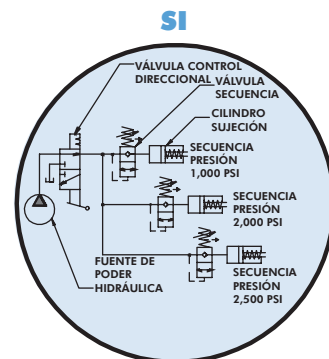 SI
VÁLVULA CONTROL
DIRECCIONAL
VÁLVULA
SECUENCIA
CILINDRO
SUJECIÓN
SECUENCIA
PRESIÓN
1,000 PSI
SECUENCIA
PRESIÓN
2,000 PSI
FUENTE DE
PODER
HIDRÁULICA
SECUENCIA
PRESIÓN
2,500 PSI